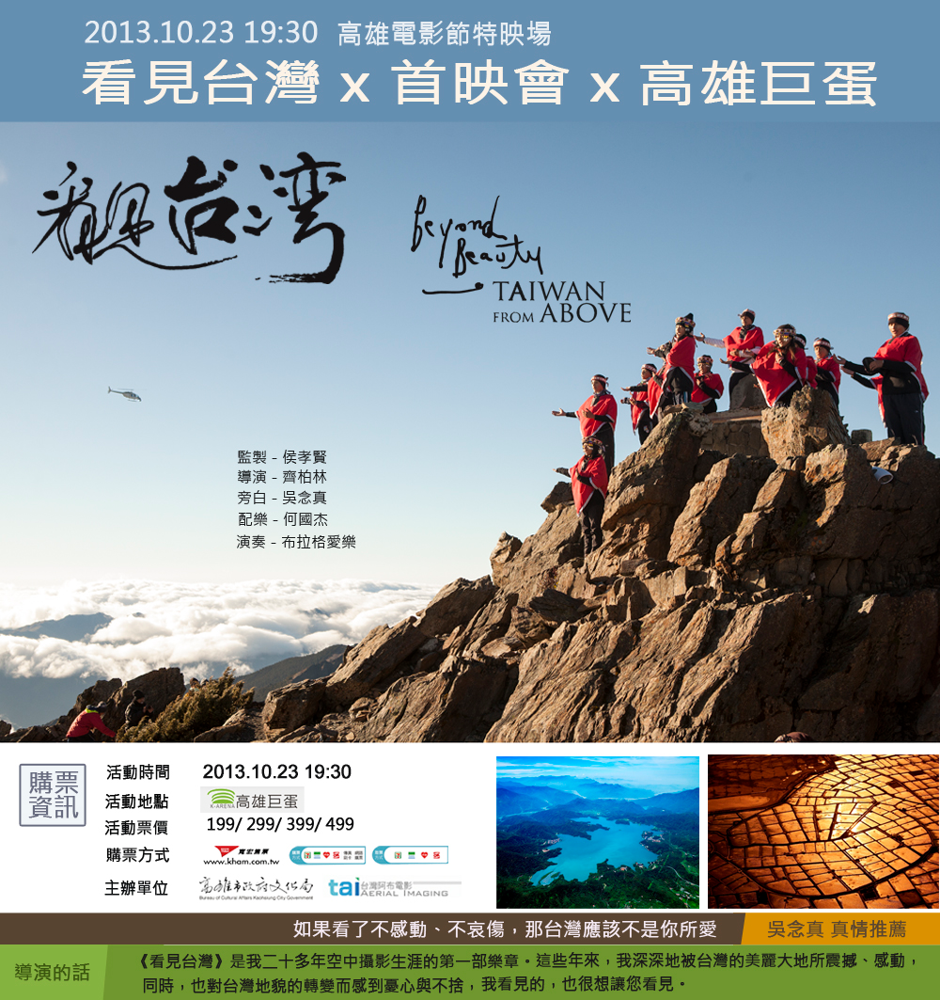 2013.10.23 19:30 高雄電影節特映場
看見台灣 x 首映會 x 高雄巨蛋
看見台灣
Beyond
Beauty
TAIWAN
FROM ABOVE
監製 - 侯孝賢
導演 - 齊柏林
旁白 - 吳念真
配樂 - 何國杰
演奏 - 布拉格愛樂
購票
資訊
活動時間 2013.10.23 19:30
活動地點 K-ARENA 高雄巨蛋
活動票價 199/ 299/ 399/ 499
購票方式 寬宏售票
www.kham.com.tw
主辦單位 高雄市政府文化局 tai 台灣阿布電影
Bureau of Cultural Affairs Kaohsiung City Government AERIAL IMAGING
如果看了不感動、不哀傷，那台灣應該不是你所愛 吳念真 真情推薦
導演的話
《看見台灣》是我二十多年空中攝影生涯的第一部樂章。這些年來，我深深地被台灣的美麗大地所震撼、感動，
同時，也對台灣地貌的轉變而感到憂心與不捨，我看見的，也很想讓您看見。